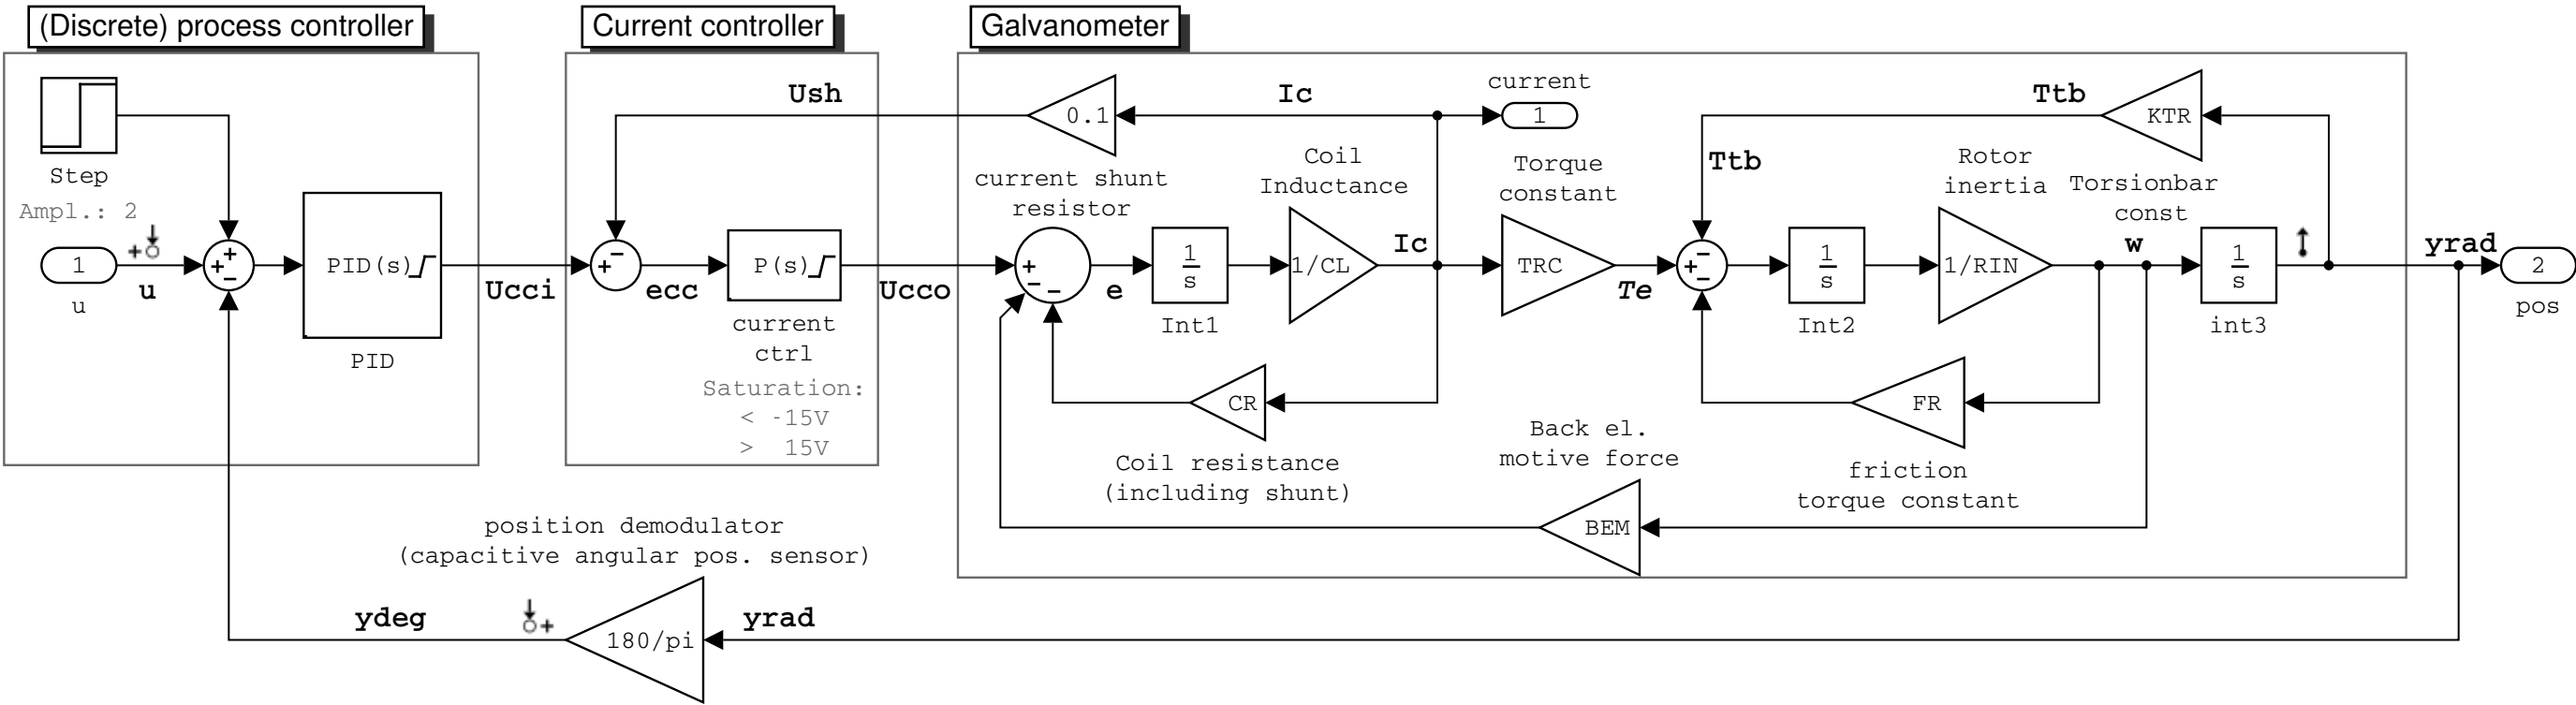 (Discrete) process controller
Current controller
Galvanometer
Step
Ampl.: 2
1
u
+
u
+
+
−
PID(s)
PID
Ucci
Ush
+
−
ecc
P(s)
current
ctrl
Saturation:
< -15V
>  15V
Ucco
0.1
Ic
current
1
current shunt
resistor
+
−
−
e
1
s
Int1
Coil
Inductance
1/CL
Ic
Torque
constant
TRC
Te
CR
Coil resistance
(including shunt)
Back el.
motive force
BEM
Ttb
KTR
Ttb
+
−
−
1
s
Int2
Rotor
inertia
1/RIN
Torsionbar
const
w
1
s
int3
FR
friction
torque constant
yrad
2
pos
position demodulator
(capacitive angular pos. sensor)
ydeg
+
180/pi
yrad